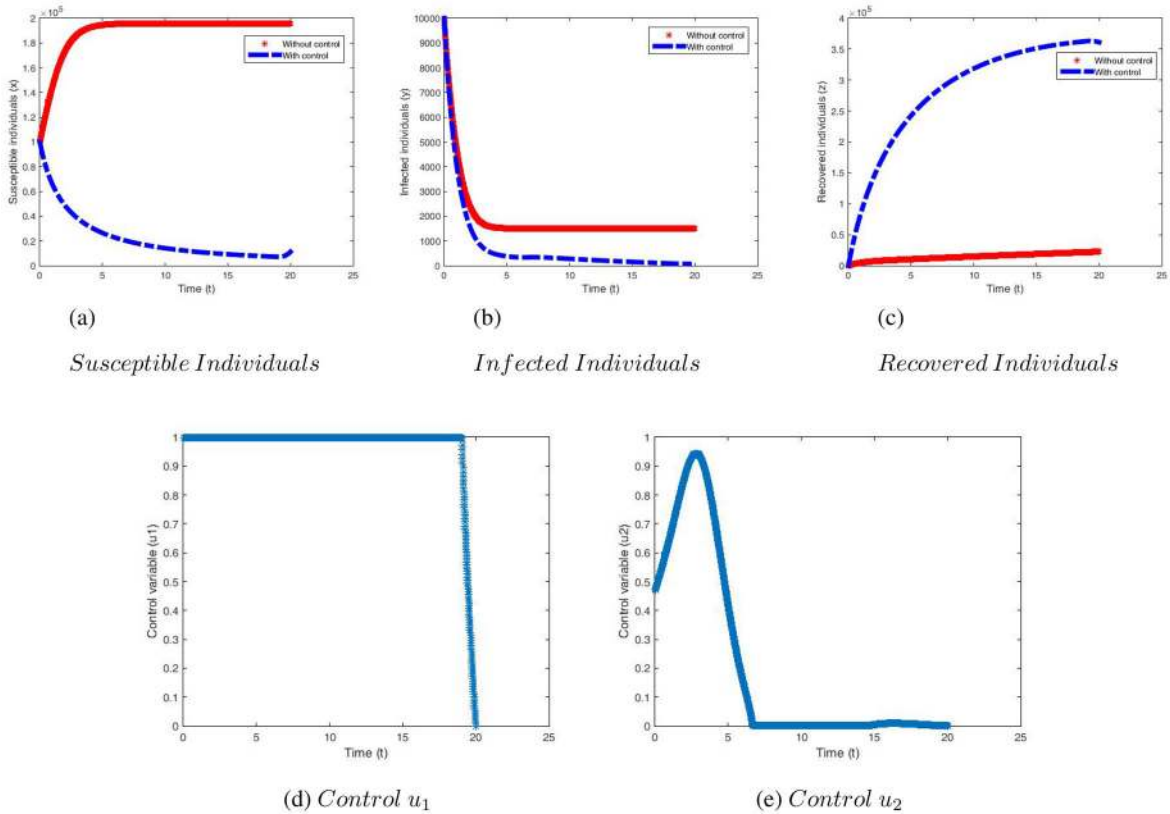 ×10⁵
2
1.8
1.6
1.4
1.2
1
0.8
0.6
0.4
0.2
0
0 5 10 15 20 25
Time (t)
Susceptible individuals (x)
Without control
With control
(a)
Susceptible Individuals
10000
9000
8000
7000
6000
5000
4000
3000
2000
1000
0
0 5 10 15 20 25
Time (t)
Infected individuals (y)
Without control
With control
(b)
Infected Individuals
×10⁵
4
3.5
3
2.5
2
1.5
1
0.5
0
0 5 10 15 20 25
Time (t)
Recovered individuals (z)
Without control
With control
(c)
Recovered Individuals
1
0.9
0.8
0.7
0.6
0.5
0.4
0.3
0.2
0.1
0
0 5 10 15 20 25
Time (t)
Control variable (u1)
(d) Control u₁
1
0.9
0.8
0.7
0.6
0.5
0.4
0.3
0.2
0.1
0
0 5 10 15 20 25
Time (t)
Control variable (u2)
(e) Control u₂